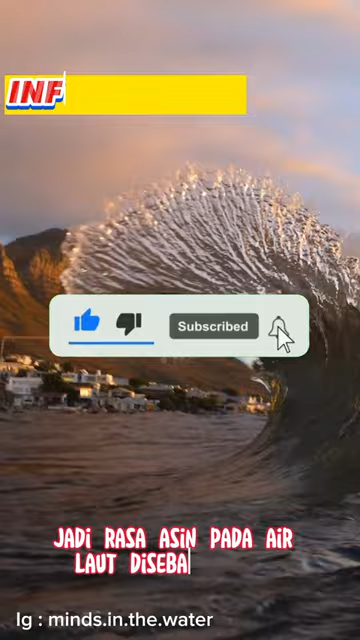 INF
Subscribed
JADI RASA ASIN PADA AIR
LAUT DISEBA
Ig : minds.in.the.water